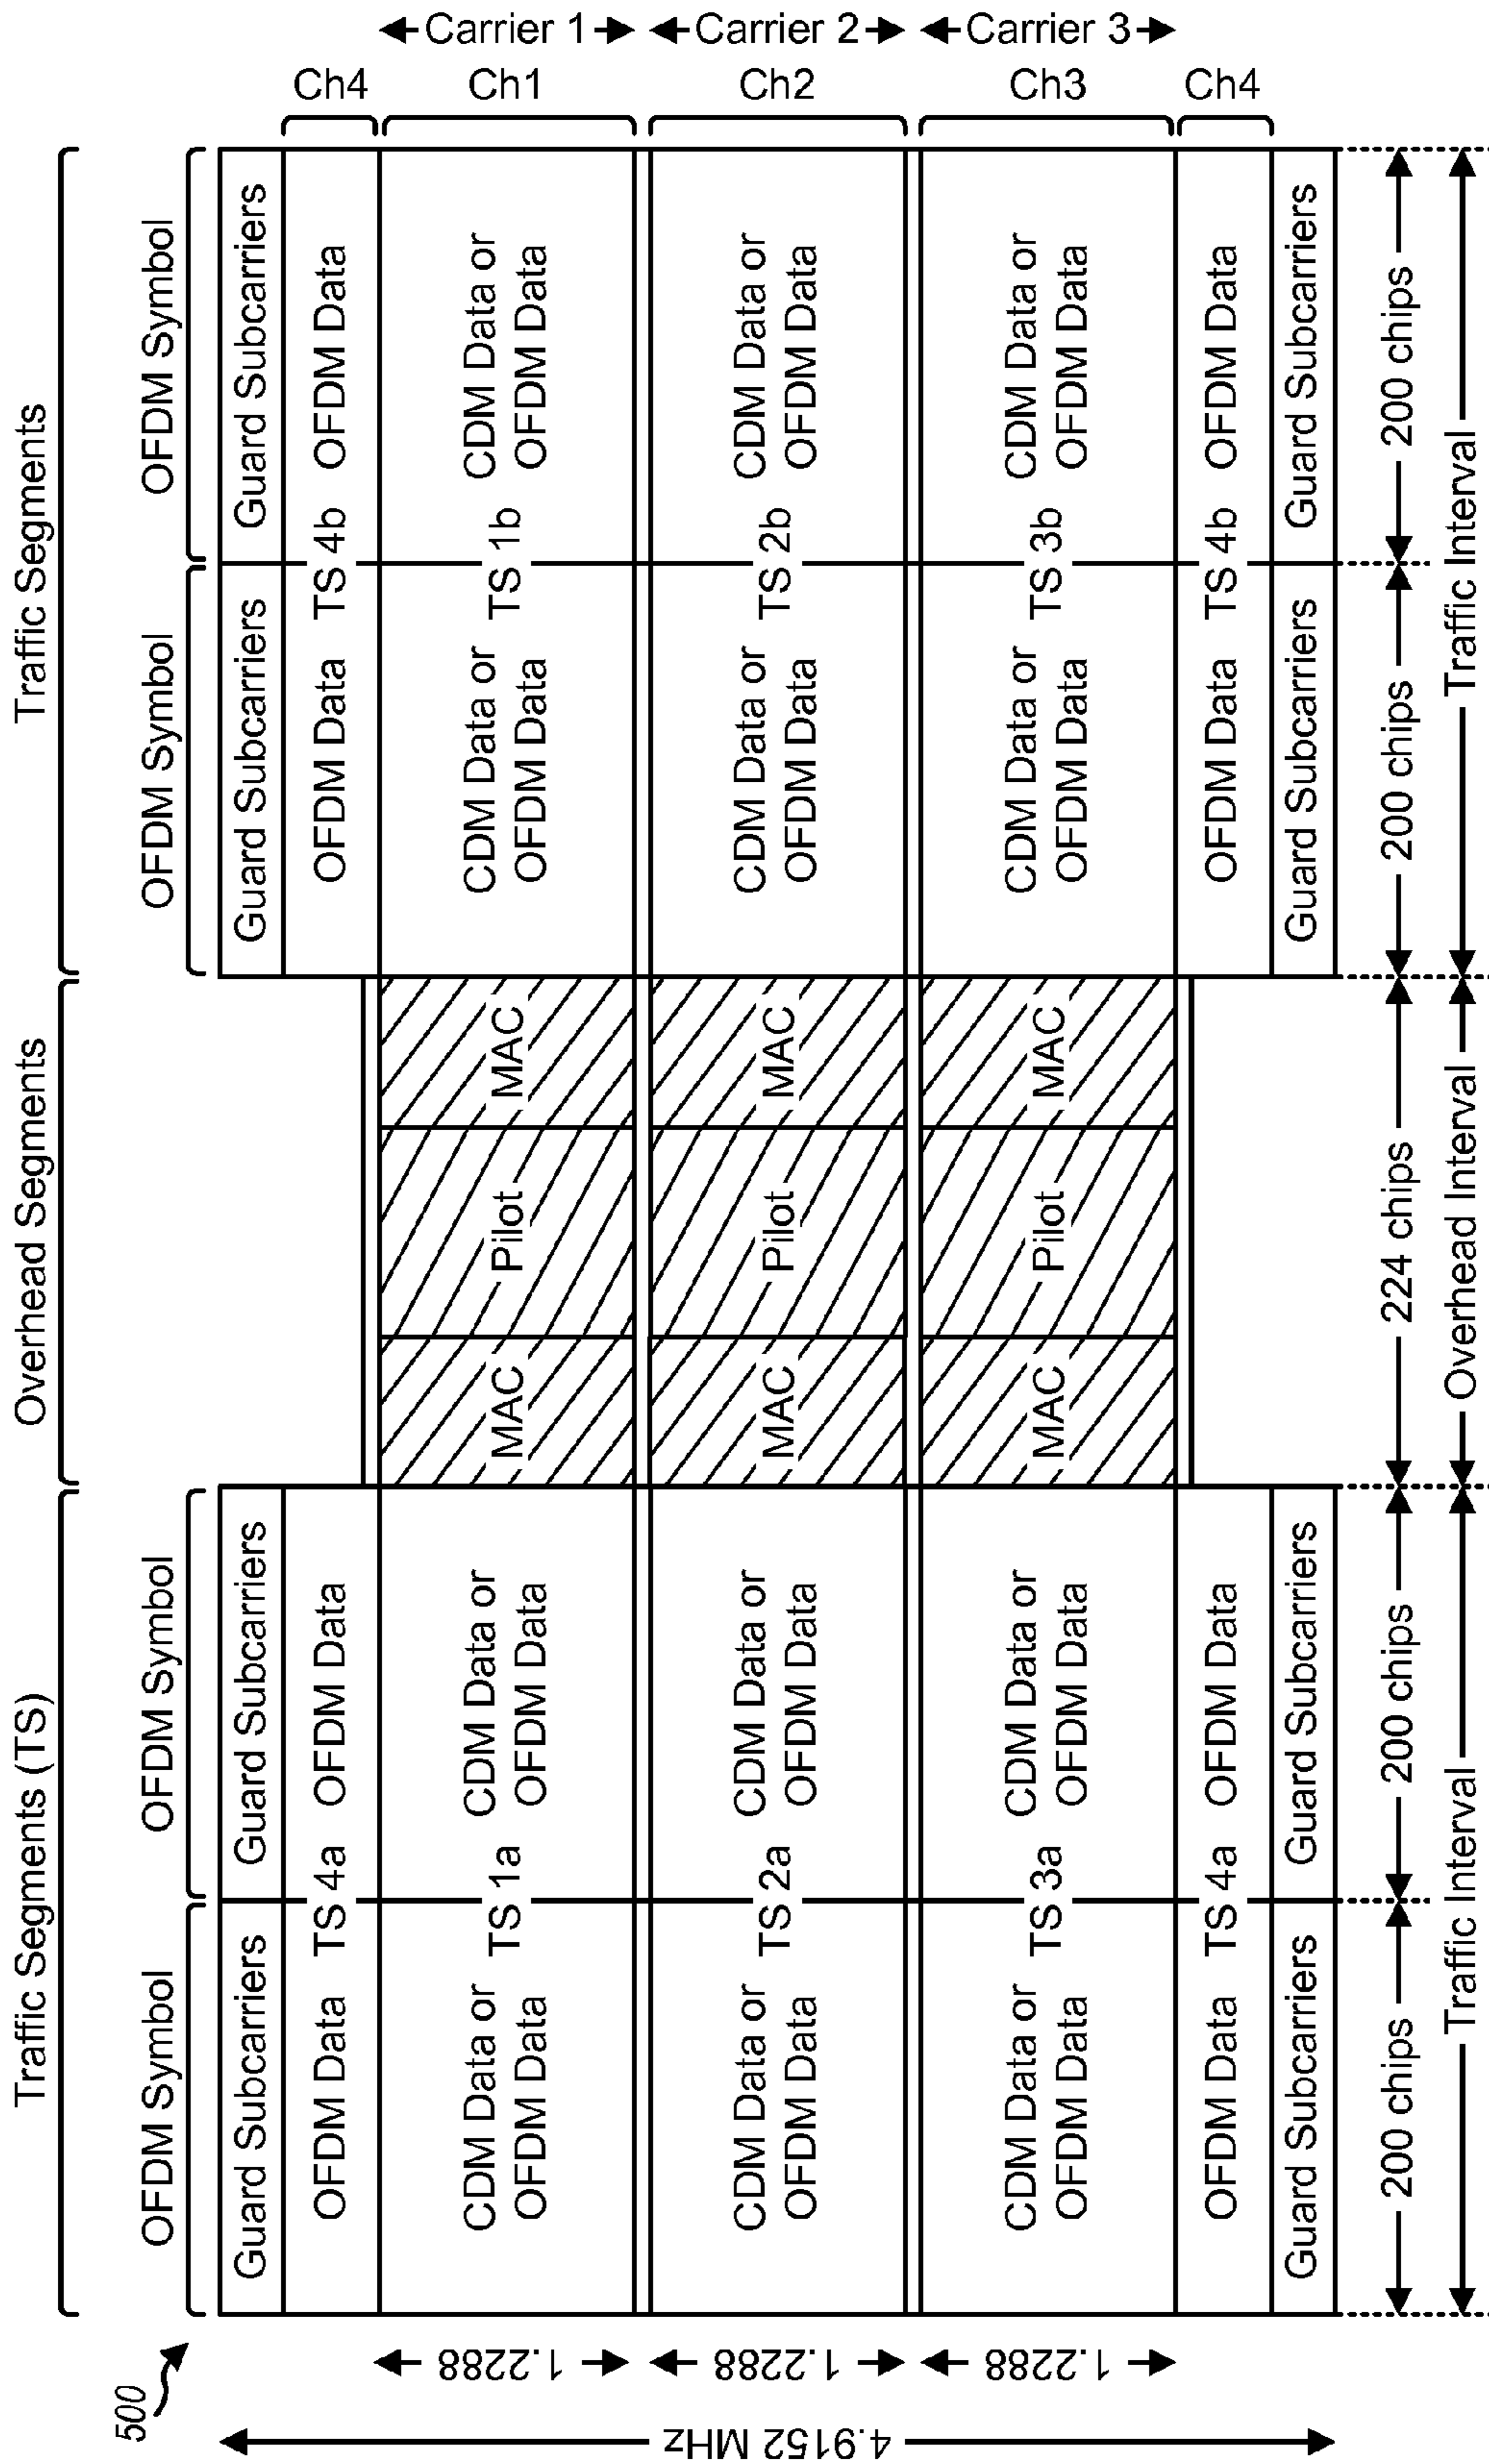 500
Traffic Segments (TS)
Overhead Segments
Traffic Segments
OFDM Symbol
OFDM Symbol
OFDM Symbol
OFDM Symbol
Guard Subcarriers
Guard Subcarriers
Guard Subcarriers
Guard Subcarriers
OFDM Data
TS 4a
OFDM Data
OFDM Data
TS 4b
OFDM Data
Ch4
1.2288
CDM Data or
OFDM Data
TS 1a
CDM Data or
OFDM Data
MAC
Pilot
MAC
CDM Data or
OFDM Data
TS 1b
CDM Data or
OFDM Data
Ch1
Carrier 1
4.9152 MHz
1.2288
CDM Data or
OFDM Data
TS 2a
CDM Data or
OFDM Data
MAC
Pilot
MAC
CDM Data or
OFDM Data
TS 2b
CDM Data or
OFDM Data
Ch2
Carrier 2
1.2288
CDM Data or
OFDM Data
TS 3a
CDM Data or
OFDM Data
MAC
Pilot
MAC
CDM Data or
OFDM Data
TS 3b
CDM Data or
OFDM Data
Ch3
Carrier 3
OFDM Data
TS 4a
OFDM Data
OFDM Data
TS 4b
OFDM Data
Ch4
Guard Subcarriers
Guard Subcarriers
Guard Subcarriers
Guard Subcarriers
200 chips
200 chips
224 chips
200 chips
200 chips
Traffic Interval
Overhead Interval
Traffic Interval